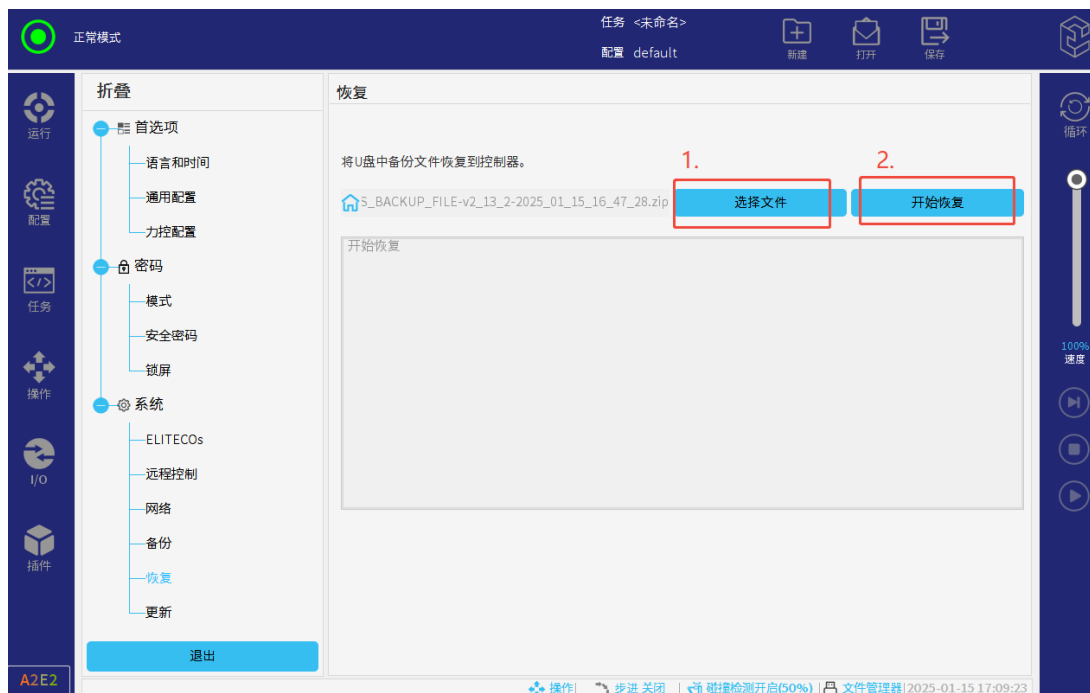 正常模式
任务 <未命名>
配置 default
新建
打开
保存
运行
配置
任务
操作
I/O
插件
A2E2
折叠
首选项
语言和时间
通用配置
力控配置
密码
模式
安全密码
锁屏
系统
ELITECOs
远程控制
网络
备份
恢复
更新
退出
恢复
将U盘中备份文件恢复到控制器。
1.
2.
S_BACKUP_FILE-v2_13_2-2025_01_15_16_47_28.zip
选择文件
开始恢复
开始恢复
循环
100%
速度
操作 | 步进 关闭 | 碰撞检测开启(50%) | 文件管理器 | 2025-01-15 17:09:23